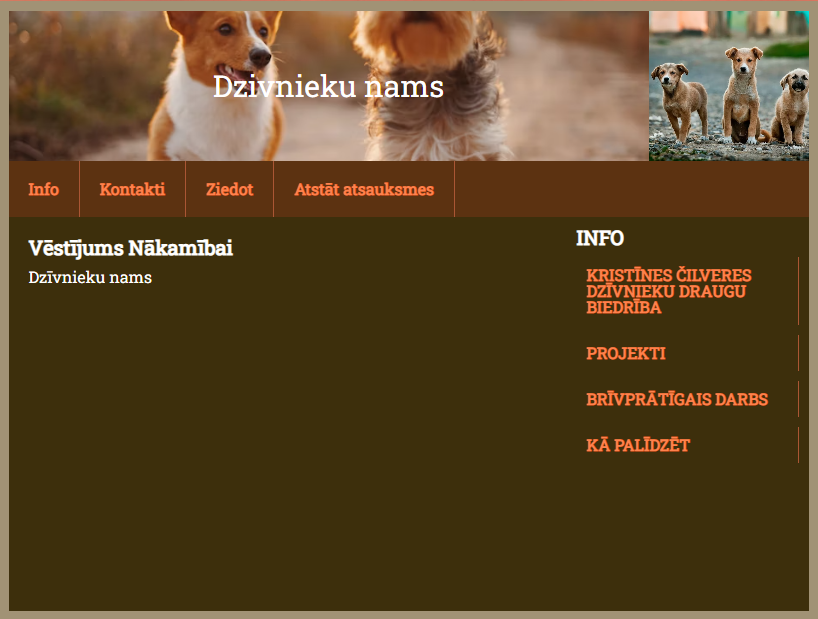 Dzivnieku nams
Info
Kontakti
Ziedot
Atstāt atsauksmes
Vēstījums Nākamībai
Dzīvnieku nams
INFO
KRISTĪNES ČILVERES
DZĪVNIEKU DRAUGU
BIEDRĪBA
PROJEKTI
BRĪVPRĀTĪGAIS DARBS
KĀ PALĪDZĒT